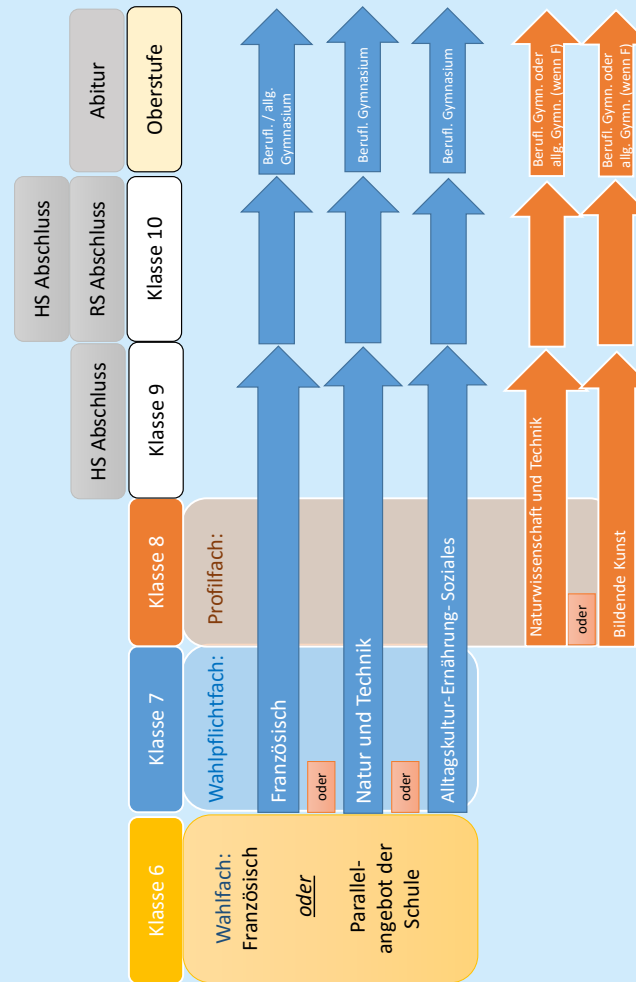 HS Abschluss
HS Abschluss
RS Abschluss
Abitur
Klasse 6
Klasse 7
Klasse 8
Klasse 9
Klasse 10
Oberstufe
Wahlfach:
Französisch
oder
Parallel-
angebot der
Schule
Wahlpflichtfach:
Profilfach:
Französisch
Berufl. / allg.
Gymnasium
oder
Natur und Technik
Berufl. Gymnasium
oder
Alltagskultur-Ernährung- Soziales
Berufl. Gymnasium
Naturwissenschaft und Technik
Berufl. Gymn. oder
allg. Gymn. (wenn F)
oder
Bildende Kunst
Berufl. Gymn. oder
allg. Gymn. (wenn F)